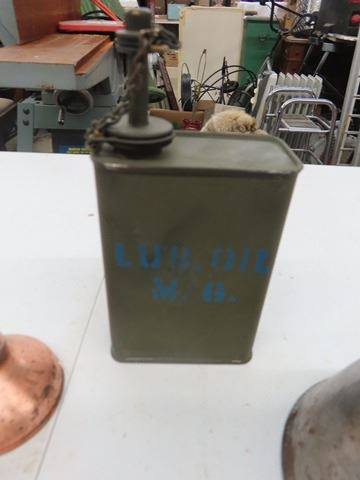 LUB. OIL
M. G.